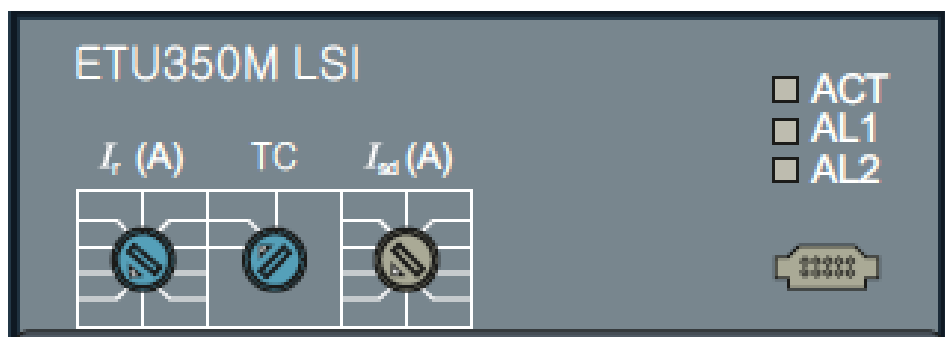 ETU350M LSI
Ir (A) TC Isd (A)
ACT
AL1
AL2